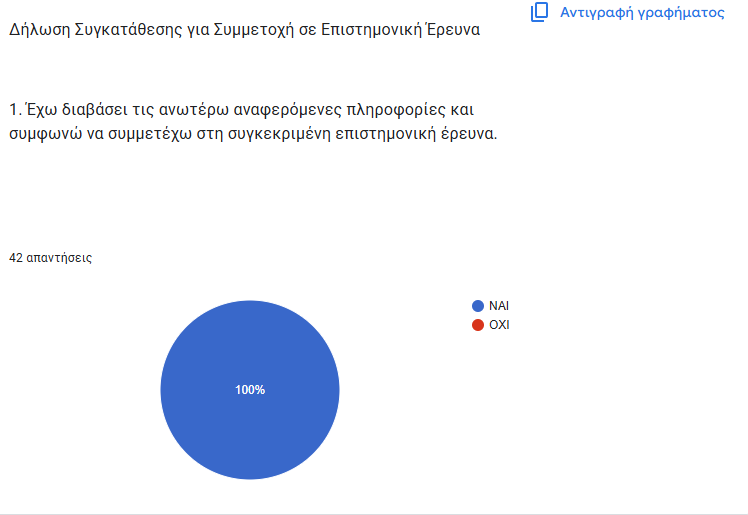 Δήλωση Συγκατάθεσης για Συμμετοχή σε Επιστημονική Έρευνα
Αντιγραφή γραφήματος
1. Έχω διαβάσει τις ανωτέρω αναφερόμενες πληροφορίες και
συμφωνώ να συμμετέχω στη συγκεκριμένη επιστημονική έρευνα.
42 απαντήσεις
ΝΑΙ
ΟΧΙ
100%